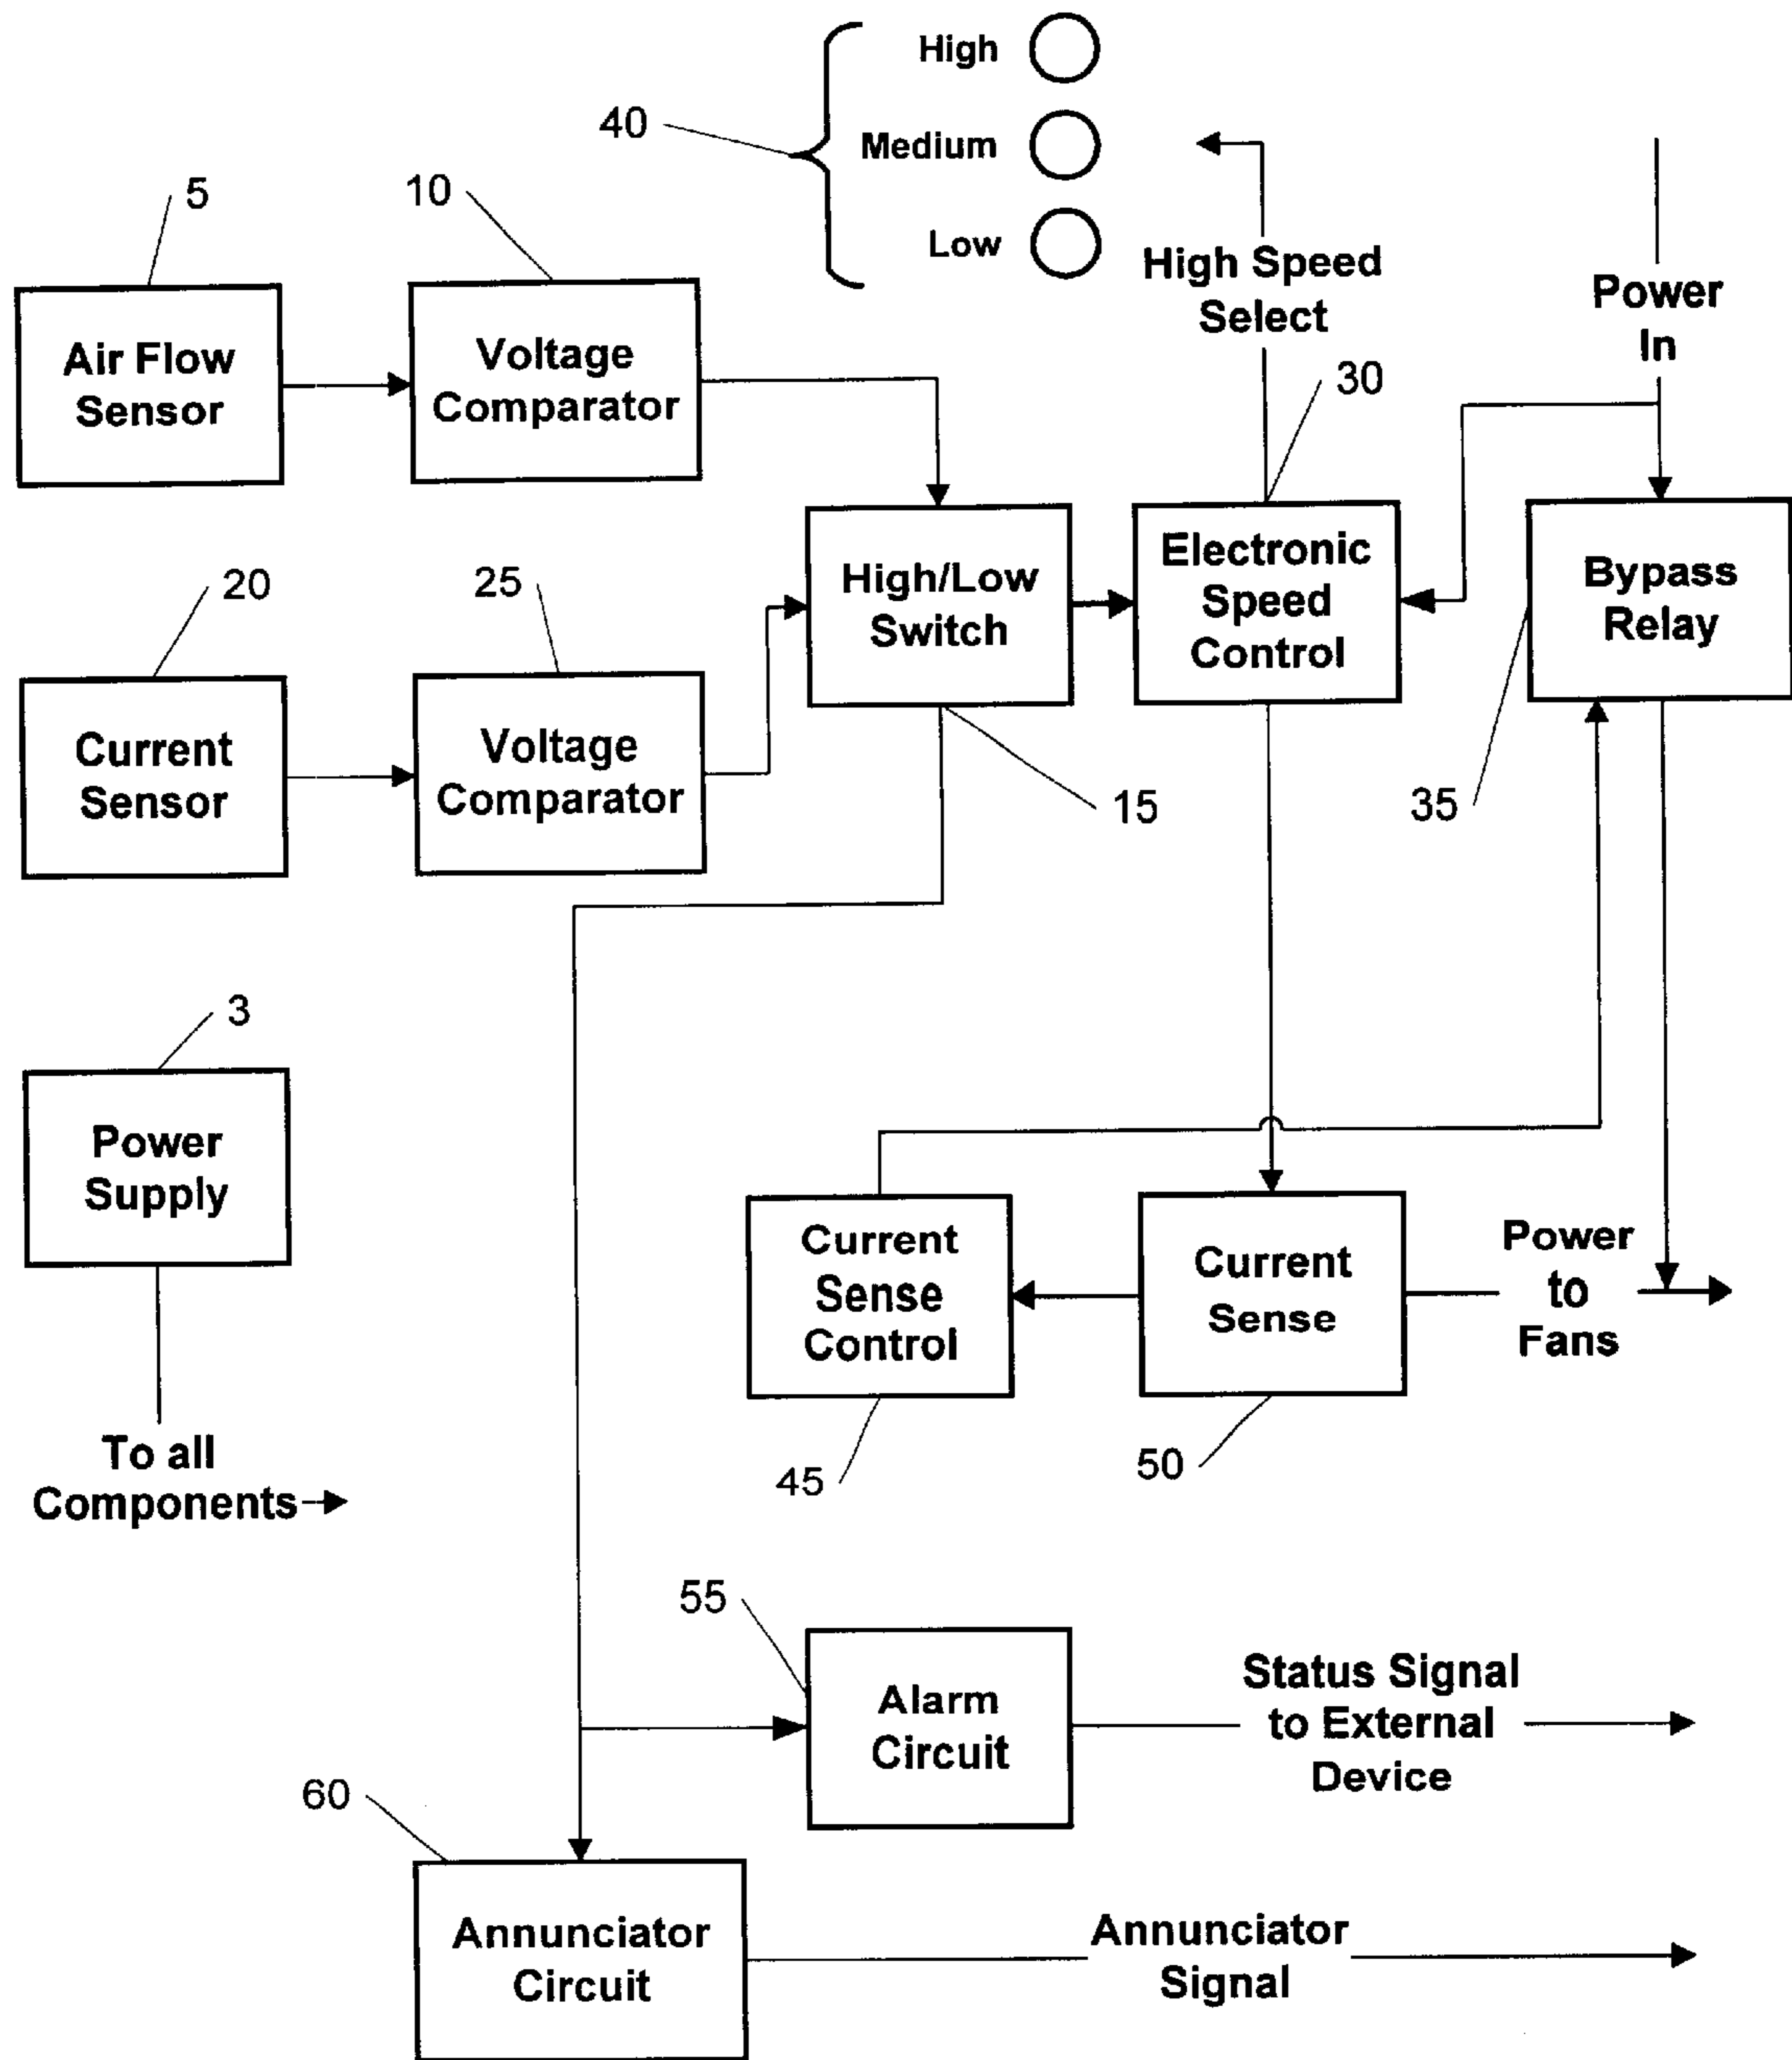 High
40
Medium
Low
5
10
High Speed
Select
Power
In
Air Flow
Sensor
Voltage
Comparator
30
20
25
High/Low
Switch
Electronic
Speed
Control
Bypass
Relay
Current
Sensor
Voltage
Comparator
15
35
3
Power
Supply
Current
Sense
Control
Current
Sense
Power
to
Fans
To all
Components
45
50
55
Alarm
Circuit
Status Signal
to External
Device
60
Annunciator
Circuit
Annunciator
Signal